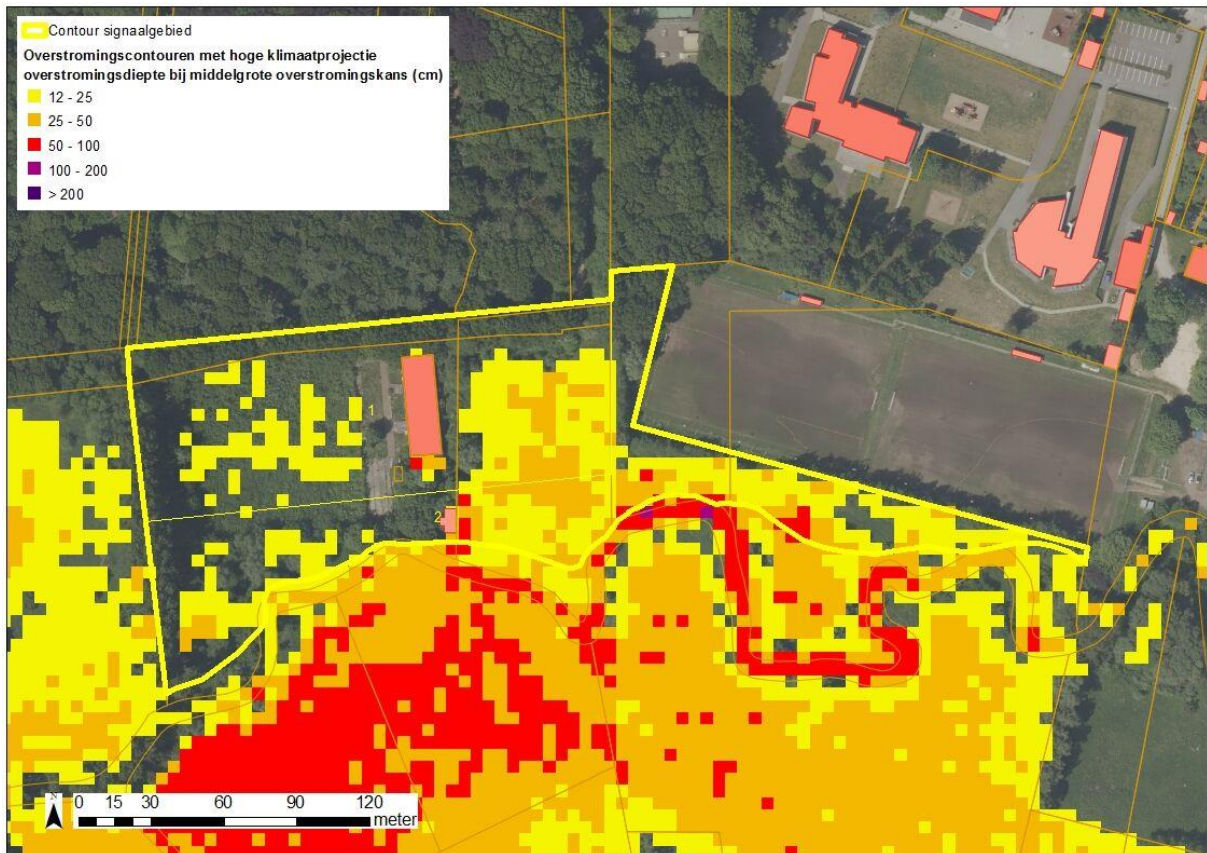 Contour signaalgebied
Overstromingscontouren met hoge klimaatprojectie
overstromingsdiepte bij middelgrote overstromingskans (cm)
12 - 25
25 - 50
50 - 100
100 - 200
> 200
1
2
N
0 15 30 60 90 120
meter